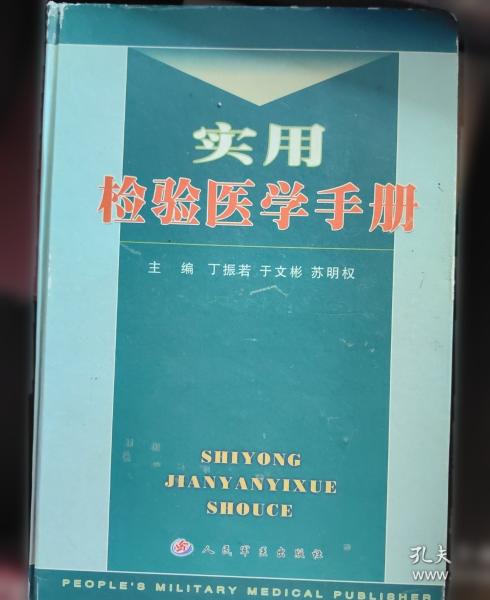 实用
检验医学手册
主 编 丁振若 于文彬 苏明权
SHIYONG
JIANYANYIXUE
SHOUCE
人民军医出版社
PEOPLE'S MILITARY MEDICAL PUBLISHER
孔夫